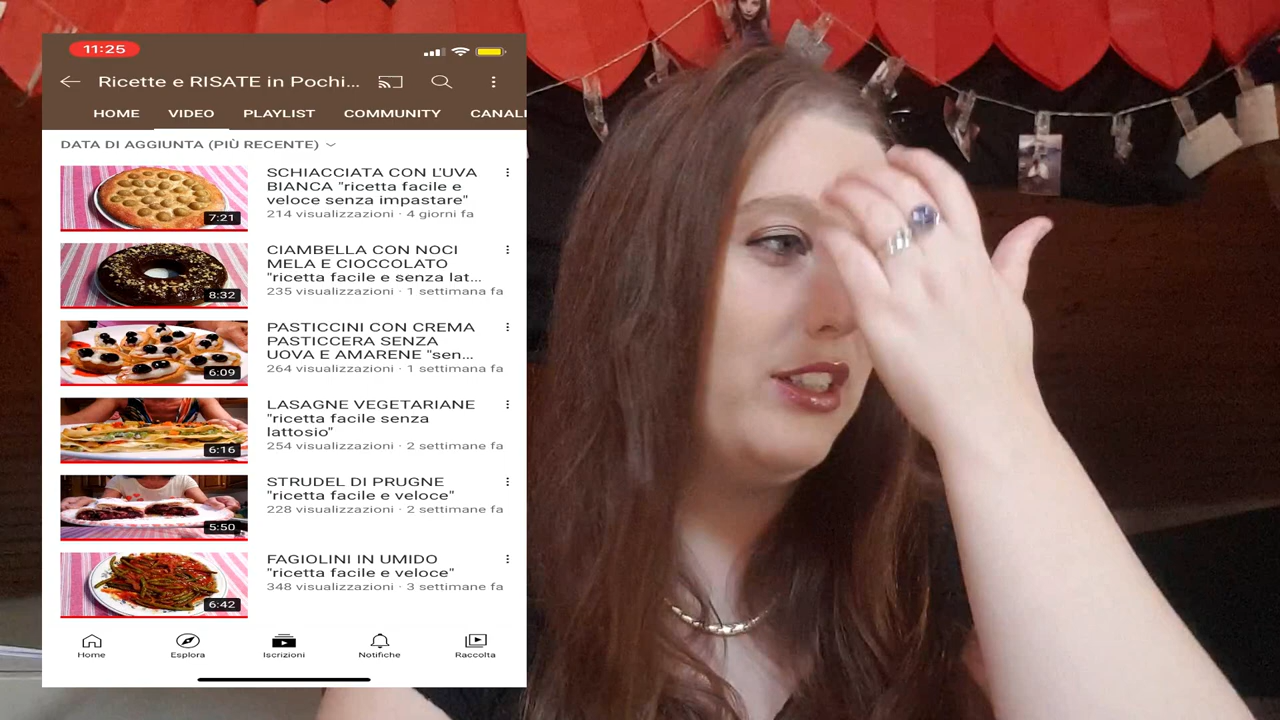 11:25
Ricette e RISATE in Pochi...
HOME VIDEO PLAYLIST COMMUNITY CANALI
DATA DI AGGIUNTA (PIÙ RECENTE)
SCHIACCIATA CON L'UVA
BIANCA "ricetta facile e
veloce senza impastare"
214 visualizzazioni · 4 giorni fa
7:21
CIAMBELLA CON NOCI
MELA E CIOCCOLATO
"ricetta facile e senza lat...
235 visualizzazioni · 1 settimana fa
8:32
PASTICCINI CON CREMA
PASTICCERA SENZA
UOVA E AMARENE "sen...
264 visualizzazioni · 1 settimana fa
6:09
LASAGNE VEGETARIANE
"ricetta facile senza
lattosio"
254 visualizzazioni · 2 settimane fa
6:16
STRUDEL DI PRUGNE
"ricetta facile e veloce"
228 visualizzazioni · 2 settimane fa
5:50
FAGIOLINI IN UMIDO
"ricetta facile e veloce"
348 visualizzazioni · 3 settimane fa
6:42
Home Esplora Iscrizioni Notifiche Raccolta